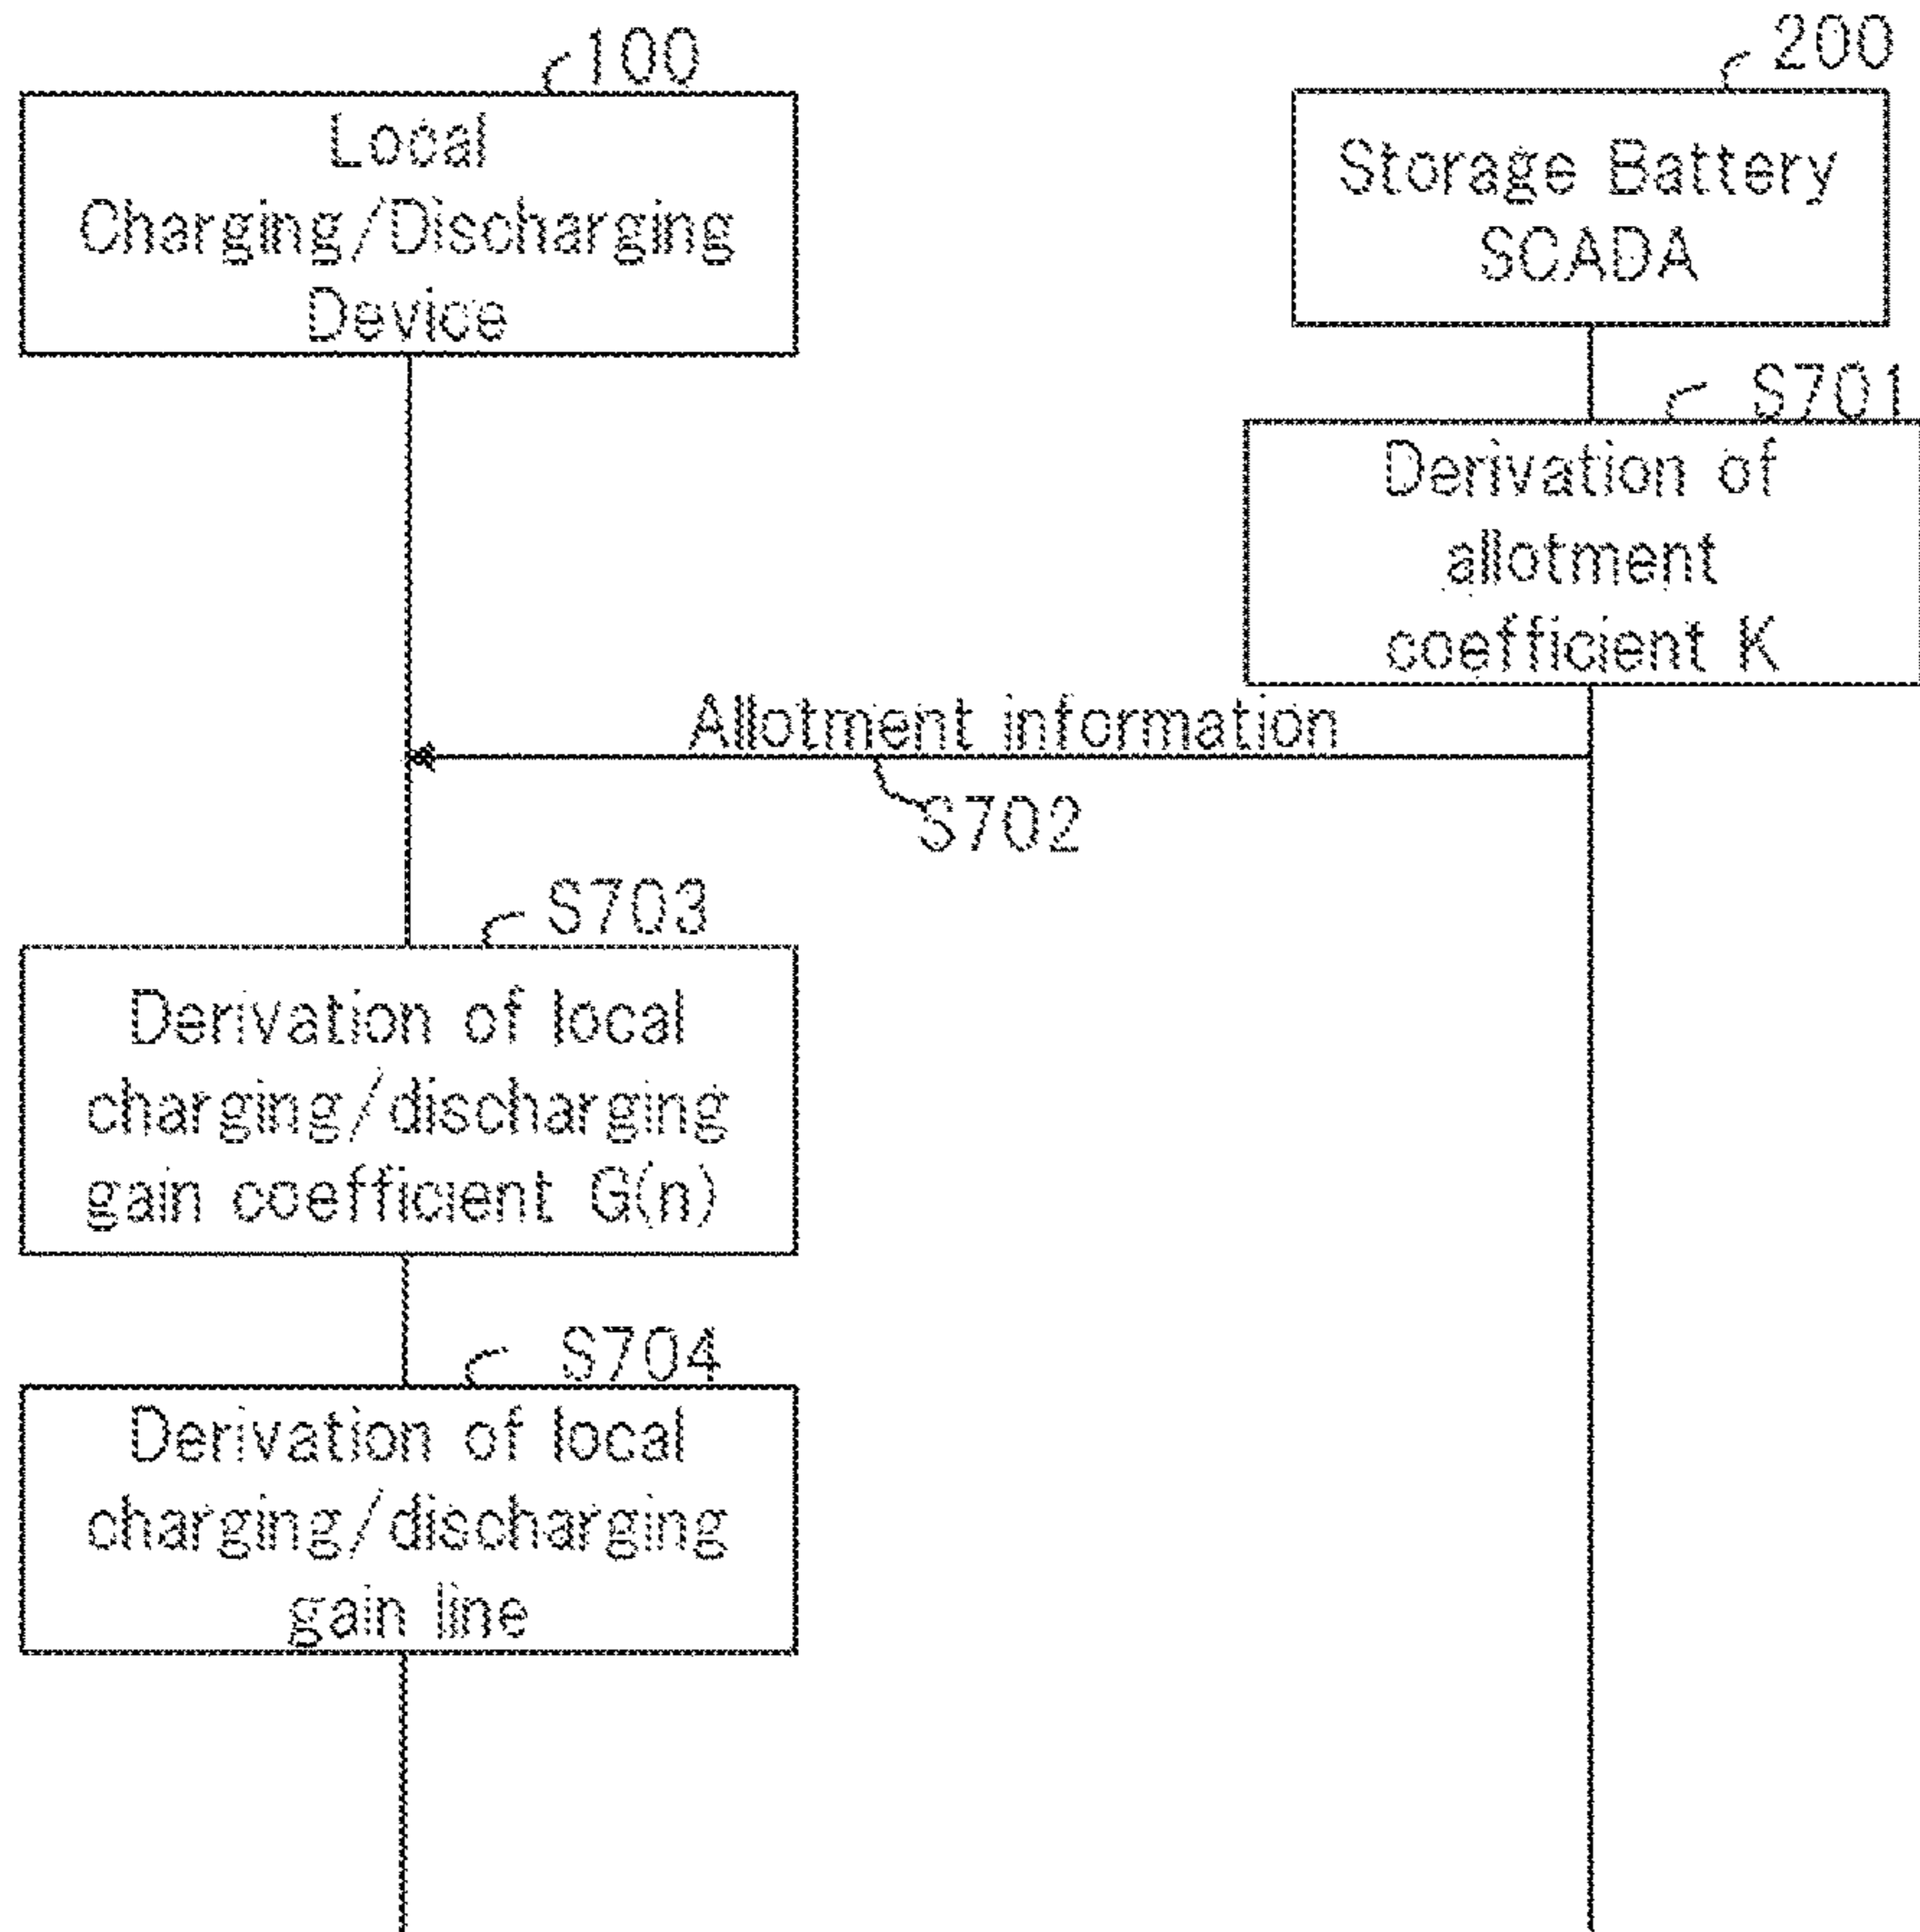 100
Local
Charging/Discharging
Device
200
Storage Battery
SCADA
S701
Derivation of
allotment
coefficient K
Allotment information
S702
S703
Derivation of local
charging/discharging
gain coefficient G(n)
S704
Derivation of local
charging/discharging
gain line